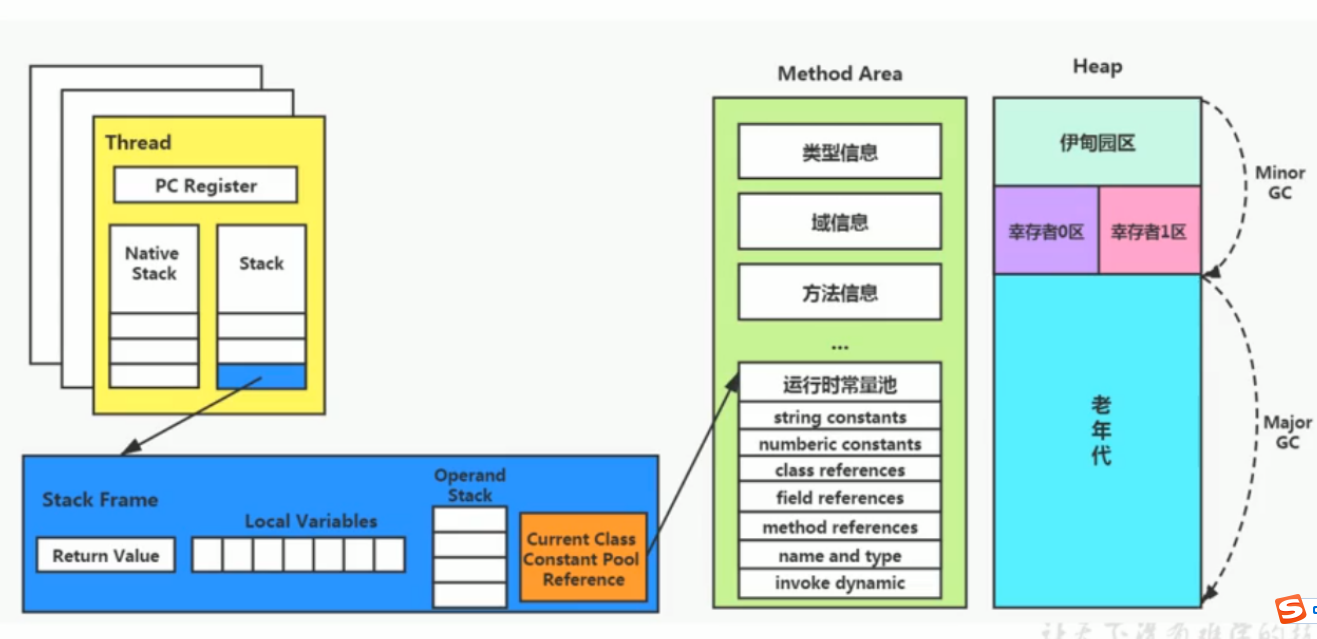 Thread
PC Register
Native
Stack
Stack
Stack Frame
Return Value
Local Variables
Operand
Stack
Current Class
Constant Pool
Reference
Method Area
类型信息
域信息
方法信息
...
运行时常量池
string constants
numberic constants
class references
field references
method references
name and type
invoke dynamic
Heap
伊甸园区
幸存者0区
幸存者1区
老
年
代
Minor
GC
Major
GC
S